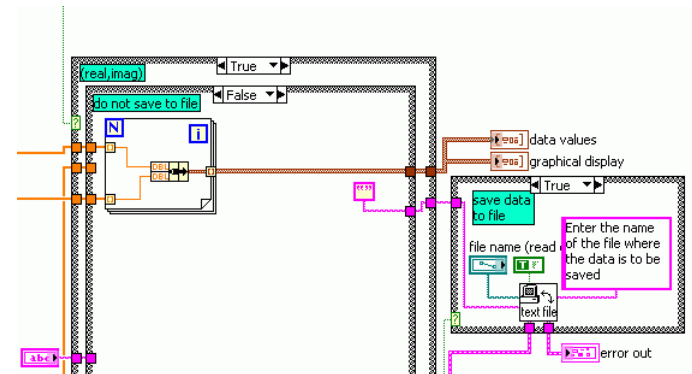 True
(real,imag)
False
do not save to file
N
i
DBL
DBL
data values
graphical display
True
save data
to file
Enter the name
of the file where
the data is to be
saved
file name (read
T
text file
abc
error out